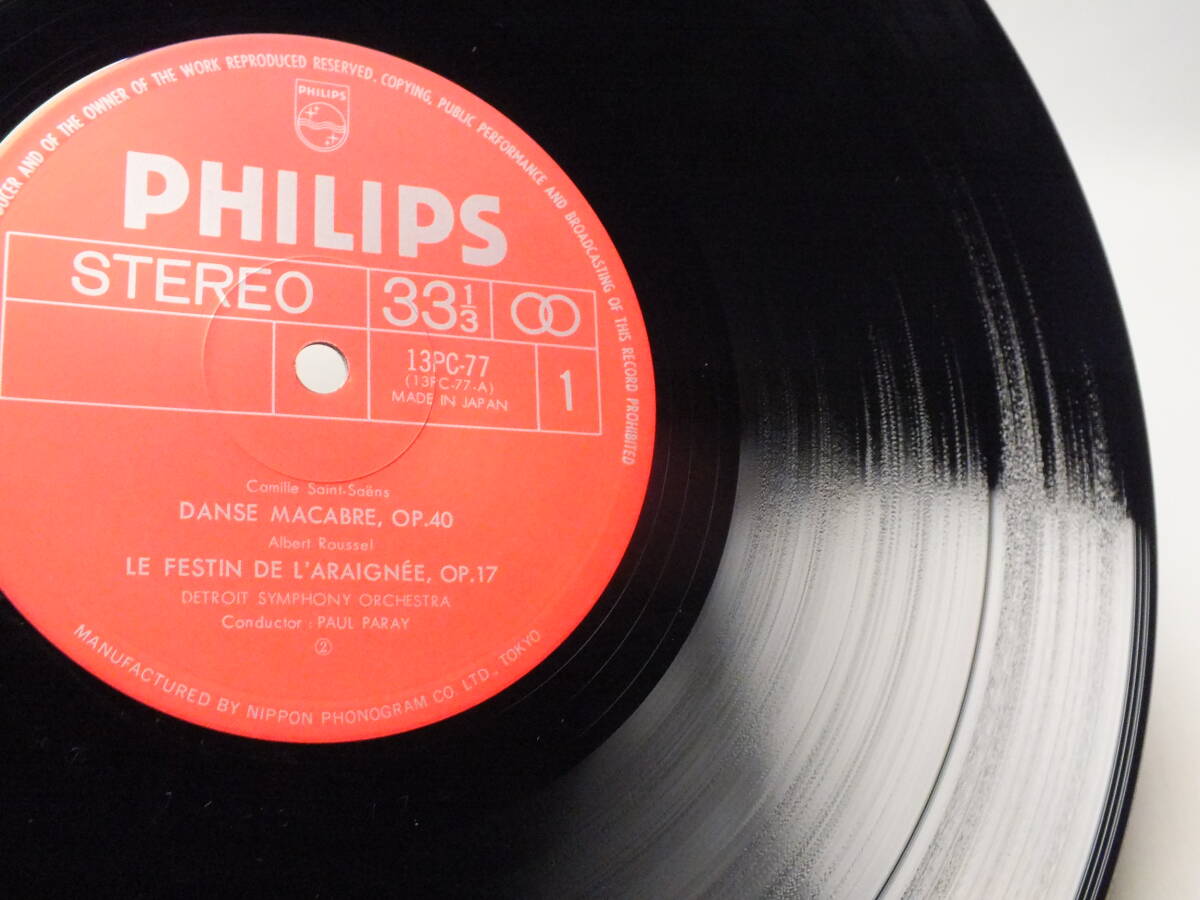 DUCER AND OF THE OWNER OF THE WORK REPRODUCED RESERVED. COPYING, PUBLIC PERFORMANCE AND BROADCASTING OF THIS RECORD PROHIBITED
PHILIPS
PHILIPS
STEREO
33 1/3
13PC-77
(13PC-77-A)
MADE IN JAPAN
1
Camille Saint-Saëns
DANSE MACABRE, OP.40
Albert Roussel
LE FESTIN DE L'ARAIGNÉE, OP.17
DETROIT SYMPHONY ORCHESTRA
Conductor : PAUL PARAY
②
MANUFACTURED BY NIPPON PHONOGRAM CO. LTD., TOKYO